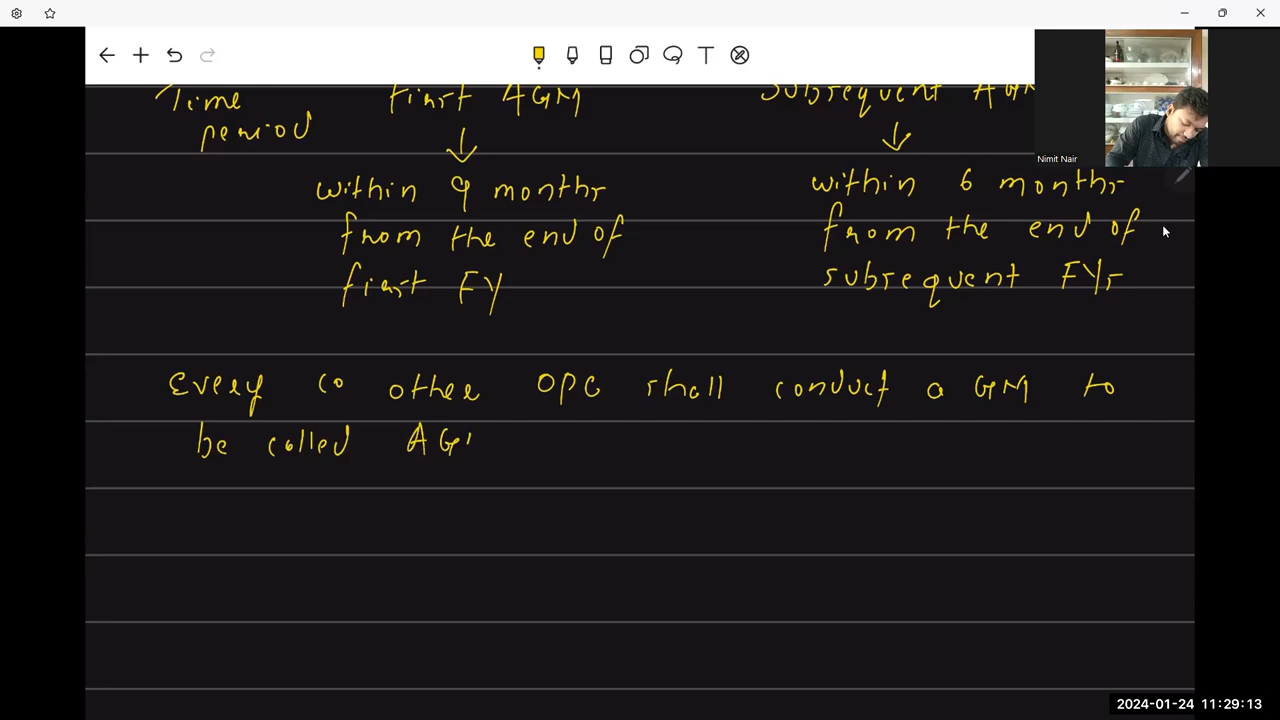 Time First AGM Subsequent AGM
period
within 9 months within 6 months
from the end of from the end of
first FY subsequent FYs
Every co other OPC shall conduct a GM to
be called AG
Nimit Nair
2024-01-24 11:29:13